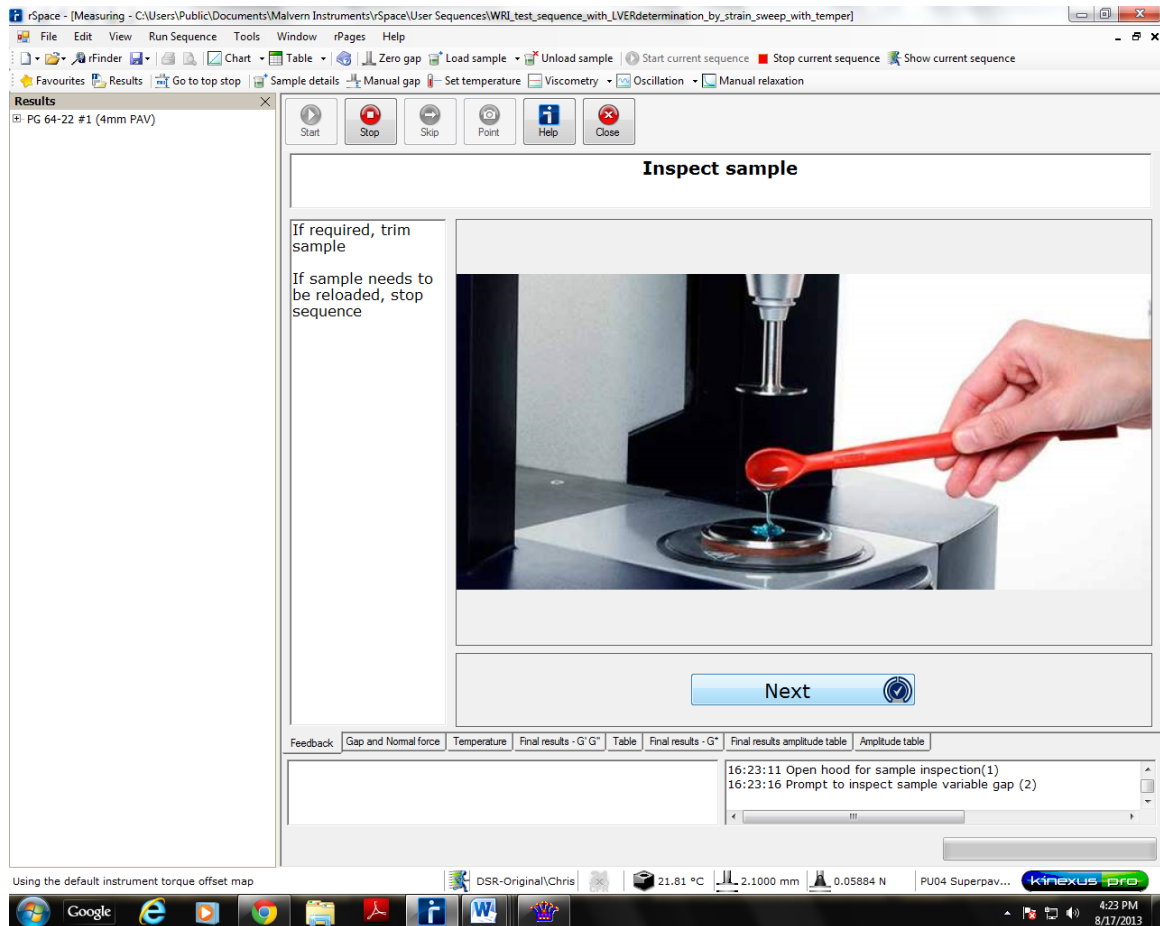 rSpace - [Measuring - C:\Users\Public\Documents\Malvern Instruments\rSpace\User Sequences\WRI_test_sequence_with_LVERdetermination_by_strain_sweep_with_temper]
File Edit View Run Sequence Tools Window rPages Help
rFinder Chart Table Zero gap Load sample Unload sample Start current sequence Stop current sequence Show current sequence
Favourites Results Go to top stop Sample details Manual gap Set temperature Viscometry Oscillation Manual relaxation
Results
PG 64-22 #1 (4mm PAV)
Start Stop Skip Point Help Close
Inspect sample
If required, trim
sample
If sample needs to
be reloaded, stop
sequence
Next
Feedback Gap and Normal force Temperature Final results - G' G" Table Final results - G* Final results amplitude table Amplitude table
16:23:11 Open hood for sample inspection(1)
16:23:16 Prompt to inspect sample variable gap (2)
Using the default instrument torque offset map DSR-Original\Chris 21.81 °C 2.1000 mm 0.05884 N PU04 Superpav... kinexus pro
Google 4:23 PM
8/17/2013